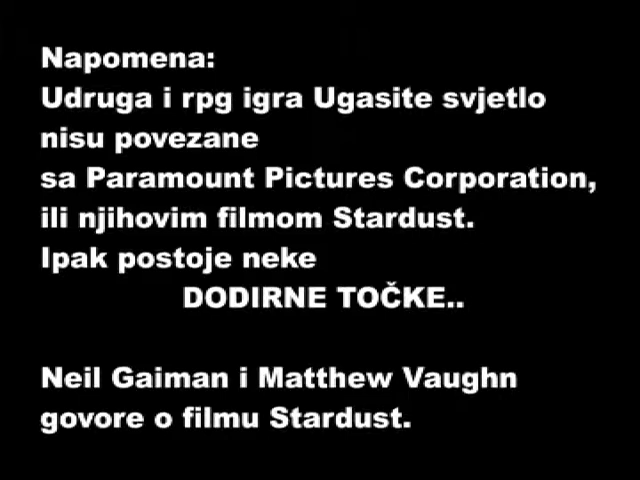 Napomena:
Udruga i rpg igra Ugasite svjetlo
nisu povezane
sa Paramount Pictures Corporation,
ili njihovim filmom Stardust.
Ipak postoje neke
DODIRNE TOČKE..
Neil Gaiman i Matthew Vaughn
govore o filmu Stardust.